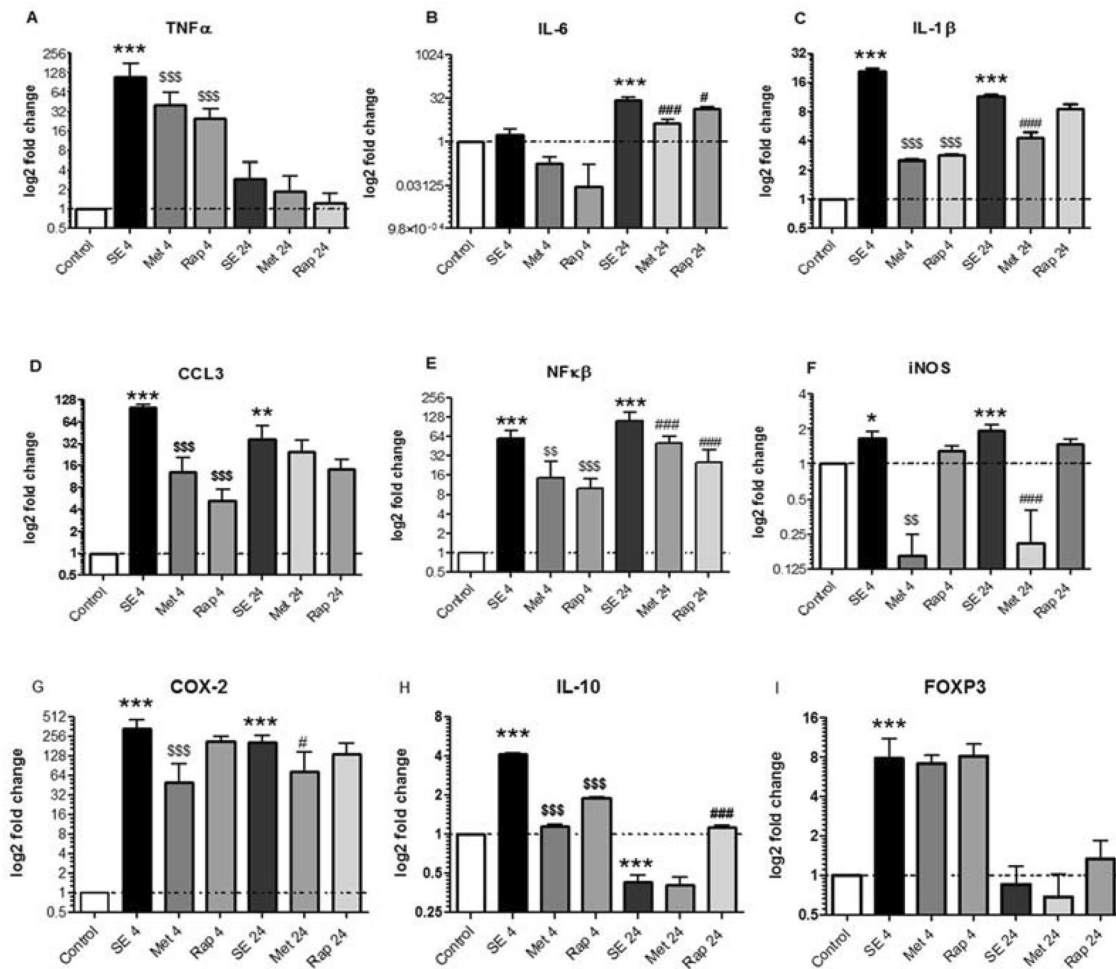 A
TNFα
log2 fold change
256
128
64
32
16
8
4
2
1
0.5
***
$$$
$$$
Control
SE 4
Met 4
Rap 4
SE 24
Met 24
Rap 24
B
IL-6
log2 fold change
1024
32
1
0.03125
9.8×10⁻⁰⁴
***
###
#
Control
SE 4
Met 4
Rap 4
SE 24
Met 24
Rap 24
C
IL-1β
log2 fold change
32
16
8
4
2
1
0.5
***
$$$
$$$
***
###
Control
SE 4
Met 4
Rap 4
SE 24
Met 24
Rap 24
D
CCL3
log2 fold change
128
64
32
16
8
4
2
1
0.5
***
$$$
$$$
**
Control
SE 4
Met 4
Rap 4
SE 24
Met 24
Rap 24
E
NFκβ
log2 fold change
256
128
64
32
16
8
4
2
1
0.5
***
$$
$$$
***
###
###
Control
SE 4
Met 4
Rap 4
SE 24
Met 24
Rap 24
F
iNOS
log2 fold change
4
2
1
0.5
0.25
0.125
*
$$
***
###
Control
SE 4
Met 4
Rap 4
SE 24
Met 24
Rap 24
G
COX-2
log2 fold change
512
256
128
64
32
16
8
4
2
1
0.5
***
$$$
***
#
Control
SE 4
Met 4
Rap 4
SE 24
Met 24
Rap 24
H
IL-10
log2 fold change
8
4
2
1
0.5
0.25
***
$$$
$$$
***
###
Control
SE 4
Met 4
Rap 4
SE 24
Met 24
Rap 24
I
FOXP3
log2 fold change
16
8
4
2
1
0.5
***
Control
SE 4
Met 4
Rap 4
SE 24
Met 24
Rap 24